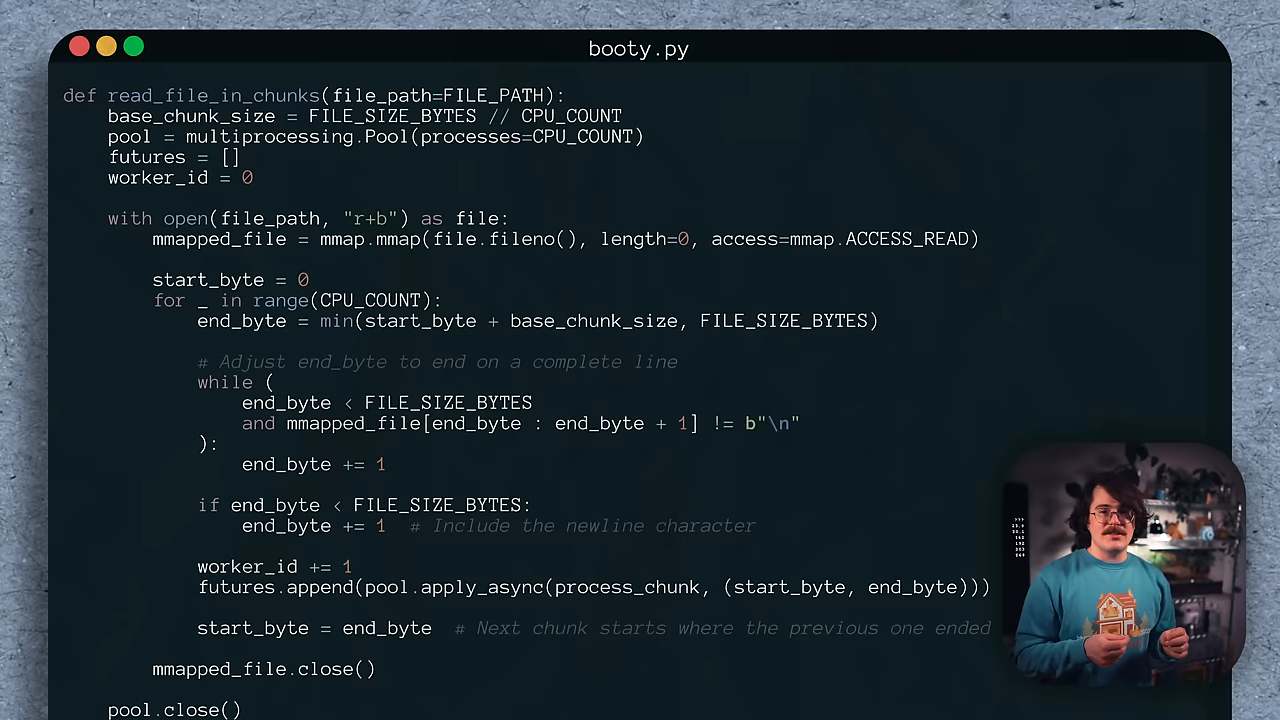 booty.py
def read_file_in_chunks(file_path=FILE_PATH):
    base_chunk_size = FILE_SIZE_BYTES // CPU_COUNT
    pool = multiprocessing.Pool(processes=CPU_COUNT)
    futures = []
    worker_id = 0
    with open(file_path, "r+b") as file:
        mmapped_file = mmap.mmap(file.fileno(), length=0, access=mmap.ACCESS_READ)
        start_byte = 0
        for _ in range(CPU_COUNT):
            end_byte = min(start_byte + base_chunk_size, FILE_SIZE_BYTES)
            # Adjust end_byte to end on a complete line
            while (
                end_byte < FILE_SIZE_BYTES
                and mmapped_file[end_byte : end_byte + 1] != b"\n"
            ):
                end_byte += 1
            if end_byte < FILE_SIZE_BYTES:
                end_byte += 1  # Include the newline character
            worker_id += 1
            futures.append(pool.apply_async(process_chunk, (start_byte, end_byte)))
            start_byte = end_byte  # Next chunk starts where the previous one ended
        mmapped_file.close()
    pool.close()